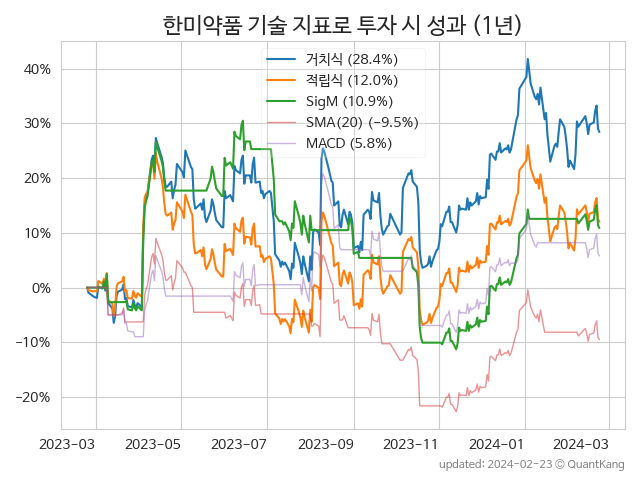 한미약품 기술 지표로 투자 시 성과 (1년)
거치식 (28.4%)
적립식 (12.0%)
SigM (10.9%)
SMA(20) (−9.5%)
MACD (5.8%)
40%
30%
20%
10%
0%
−10%
−20%
2023-03 2023-05 2023-07 2023-09 2023-11 2024-01 2024-03
updated: 2024-02-23 ⓒ QuantKang